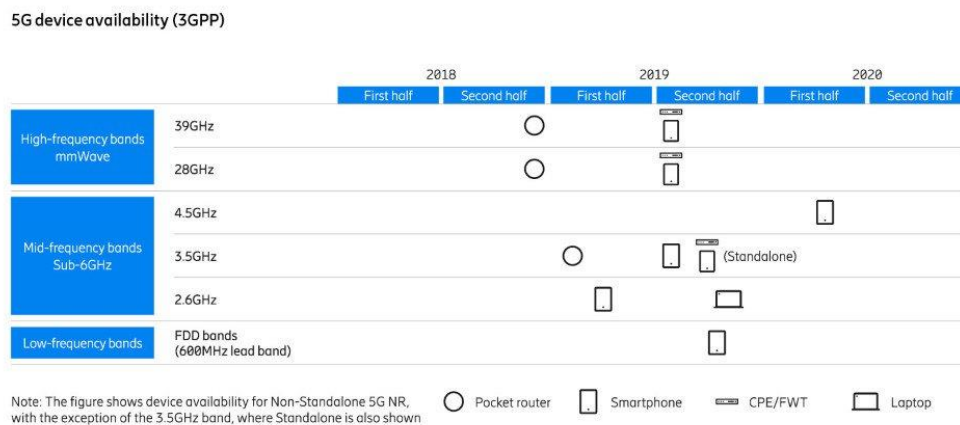 5G device availability (3GPP)
2018 2019 2020
First half Second half First half Second half First half Second half
High-frequency bands
mmWave
39GHz
28GHz
Mid-frequency bands
Sub-6GHz
4.5GHz
3.5GHz
(Standalone)
2.6GHz
Low-frequency bands
FDD bands
(600MHz lead band)
Note: The figure shows device availability for Non-Standalone 5G NR,
with the exception of the 3.5GHz band, where Standalone is also shown
Pocket router Smartphone CPE/FWT Laptop